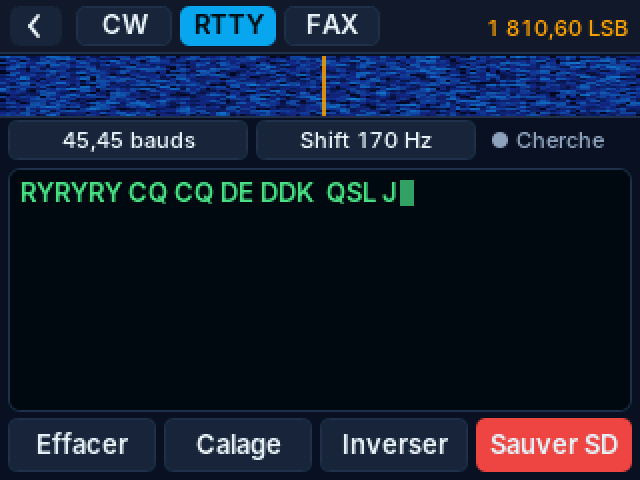 CW RTTY FAX 1 810,60 LSB
45,45 bauds Shift 170 Hz Cherche
RYRYRY CQ CQ DE DDK  QSL J
Effacer Calage Inverser Sauver SD